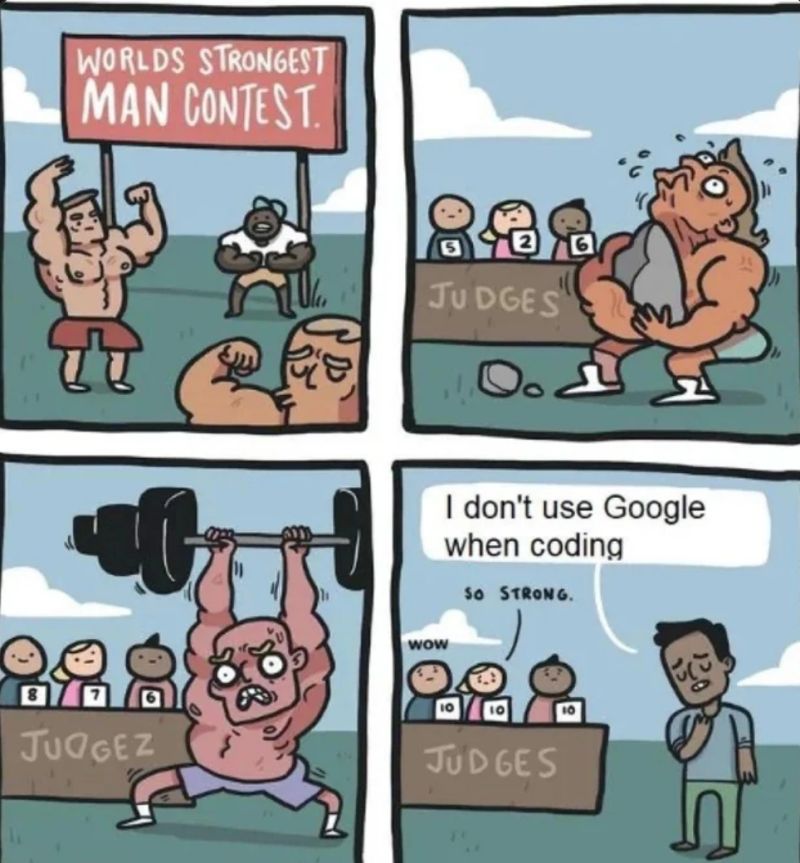 WORLDS STRONGEST
MAN CONTEST.
5
2
6
JUDGES
8
7
6
JUDGEZ
I don't use Google
when coding
SO STRONG.
WOW
10
10
10
JUDGES